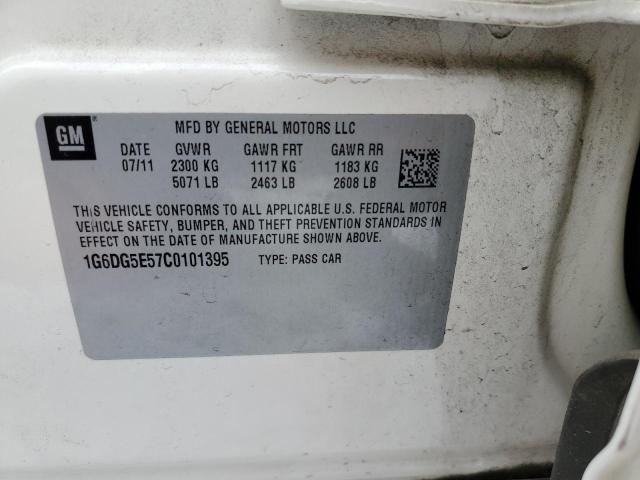 GM
MFD BY GENERAL MOTORS LLC
DATE GVWR GAWR FRT GAWR RR
07/11 2300 KG 1117 KG 1183 KG
5071 LB 2463 LB 2608 LB
THIS VEHICLE CONFORMS TO ALL APPLICABLE U.S. FEDERAL MOTOR
VEHICLE SAFETY, BUMPER, AND THEFT PREVENTION STANDARDS IN
EFFECT ON THE DATE OF MANUFACTURE SHOWN ABOVE.
1G6DG5E57C0101395 TYPE: PASS CAR